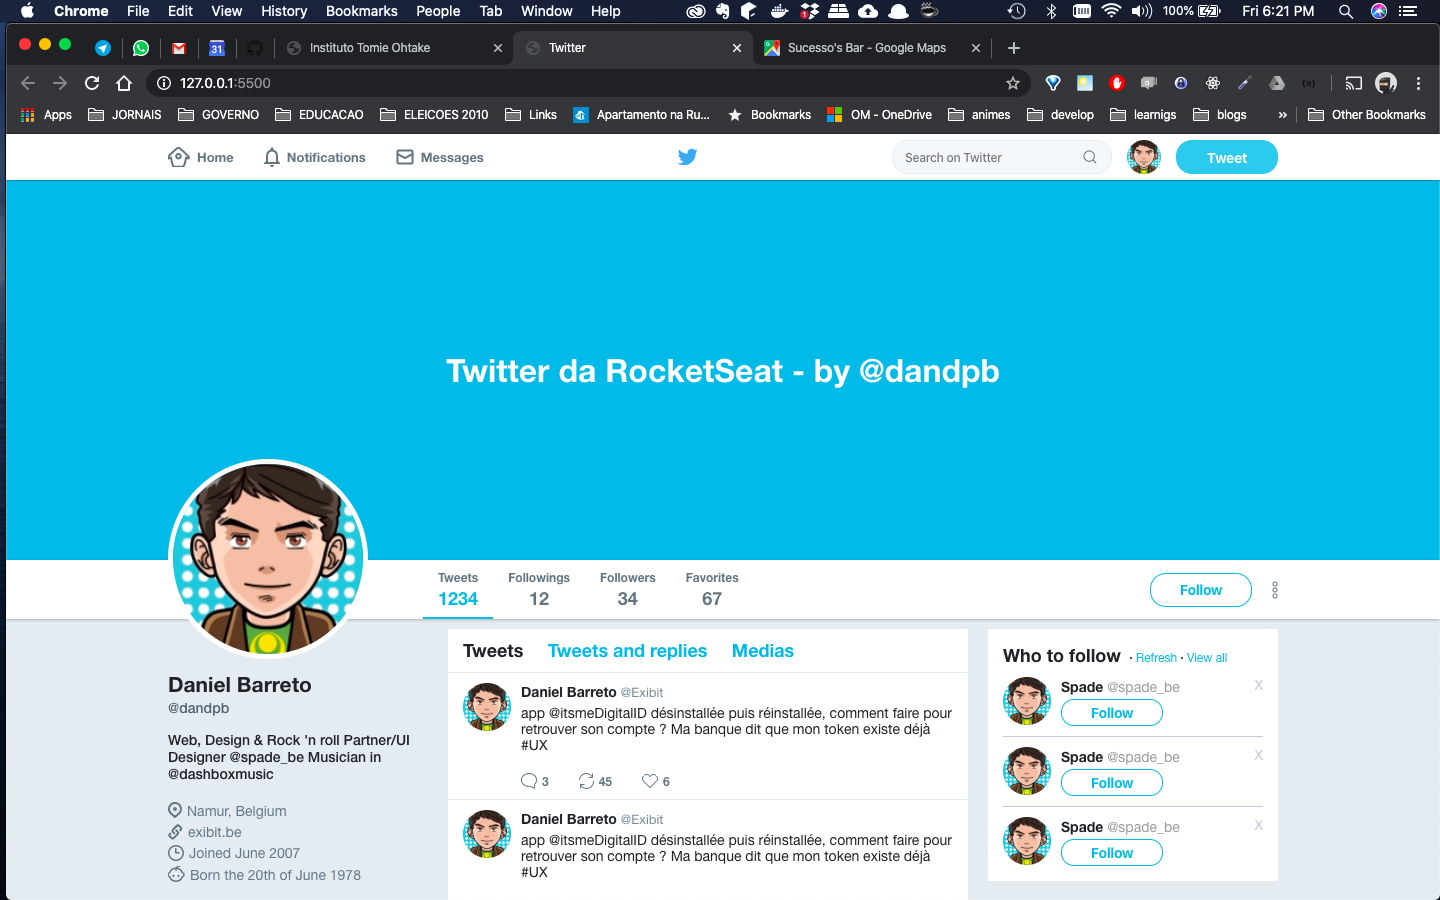 Chrome File Edit View History Bookmarks People Tab Window Help 100% Fri 6:21 PM
31 Instituto Tomie Ohtake Twitter Sucesso's Bar - Google Maps
127.0.0.1:5500
Apps JORNAIS GOVERNO EDUCACAO ELEICOES 2010 Links Apartamento na Ru... Bookmarks OM - OneDrive animes develop learnigs blogs » Other Bookmarks
Home Notifications Messages Search on Twitter Tweet
Twitter da RocketSeat - by @dandpb
Tweets Followings Followers Favorites
1234 12 34 67
Follow
Daniel Barreto
@dandpb
Web, Design & Rock 'n roll Partner/UI
Designer @spade_be Musician in
@dashboxmusic
Namur, Belgium
exibit.be
Joined June 2007
Born the 20th of June 1978
Tweets Tweets and replies Medias
Daniel Barreto @Exibit
app @itsmeDigitalID désinstallée puis réinstallée, comment faire pour
retrouver son compte ? Ma banque dit que mon token existe déjà
#UX
3 45 6
Daniel Barreto @Exibit
app @itsmeDigitalID désinstallée puis réinstallée, comment faire pour
retrouver son compte ? Ma banque dit que mon token existe déjà
#UX
Who to follow · Refresh · View all
Spade @spade_be X
Follow
Spade @spade_be X
Follow
Spade @spade_be X
Follow